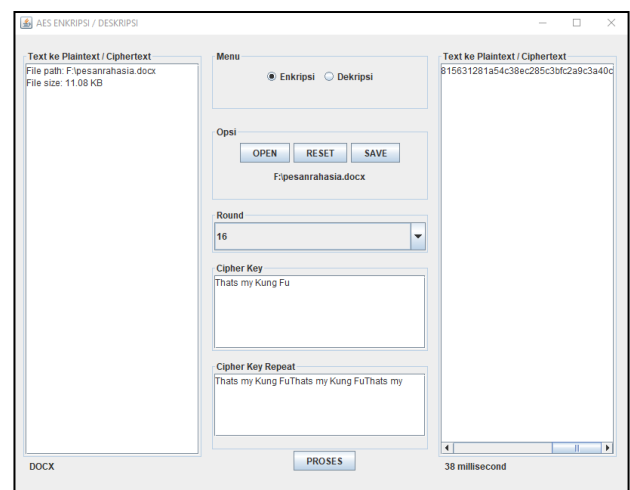 AES ENKRIPSI / DESKRIPSI
Text ke Plaintext / Ciphertext
File path: F:\pesanrahasia.docx
File size: 11.08 KB
DOCX
Menu
Enkripsi Dekripsi
Opsi
OPEN RESET SAVE
F:\pesanrahasia.docx
Round
16
Cipher Key
Thats my Kung Fu
Cipher Key Repeat
Thats my Kung FuThats my Kung FuThats my
PROSES
Text ke Plaintext / Ciphertext
815631281a54c38ec285c3bfc2a9c3a40c
38 millisecond